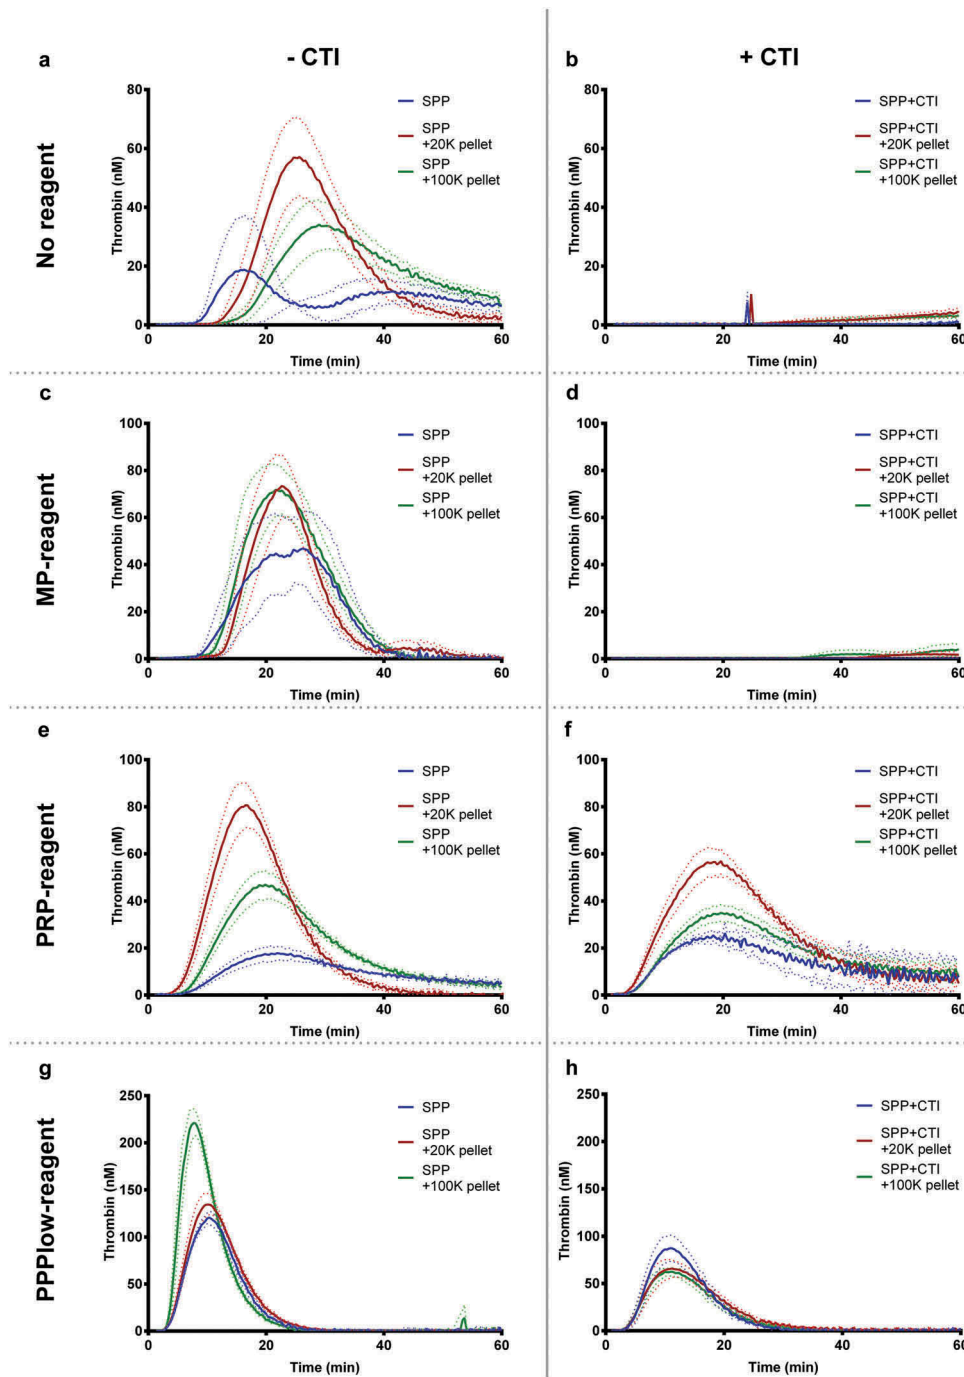 - CTI
+ CTI
No reagent
a
80
60
40
20
0
Thrombin (nM)
0
20
40
60
Time (min)
SPP
SPP
+20K pellet
SPP
+100K pellet
b
80
60
40
20
0
Thrombin (nM)
0
20
40
60
Time (min)
SPP+CTI
SPP+CTI
+20K pellet
SPP+CTI
+100K pellet
MP-reagent
c
100
80
60
40
20
0
Thrombin (nM)
0
20
40
60
Time (min)
SPP
SPP
+20K pellet
SPP
+100K pellet
d
100
80
60
40
20
0
Thrombin (nM)
0
20
40
60
Time (min)
SPP+CTI
SPP+CTI
+20K pellet
SPP+CTI
+100K pellet
PRP-reagent
e
100
80
60
40
20
0
Thrombin (nM)
0
20
40
60
Time (min)
SPP
SPP
+20K pellet
SPP
+100K pellet
f
100
80
60
40
20
0
Thrombin (nM)
0
20
40
60
Time (min)
SPP+CTI
SPP+CTI
+20K pellet
SPP+CTI
+100K pellet
PPPlow-reagent
g
250
200
150
100
50
0
Thrombin (nM)
0
20
40
60
Time (min)
SPP
SPP
+20K pellet
SPP
+100K pellet
h
250
200
150
100
50
0
Thrombin (nM)
0
20
40
60
Time (min)
SPP+CTI
SPP+CTI
+20K pellet
SPP+CTI
+100K pellet